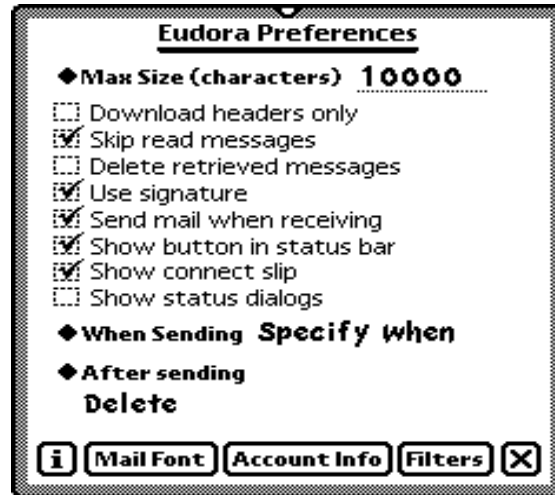 Eudora Preferences
◆Max Size (characters) 10000
Download headers only
Skip read messages
Delete retrieved messages
Use signature
Send mail when receiving
Show button in status bar
Show connect slip
Show status dialogs
◆When Sending Specify when
◆After sending
Delete
i Mail Font Account Info Filters X